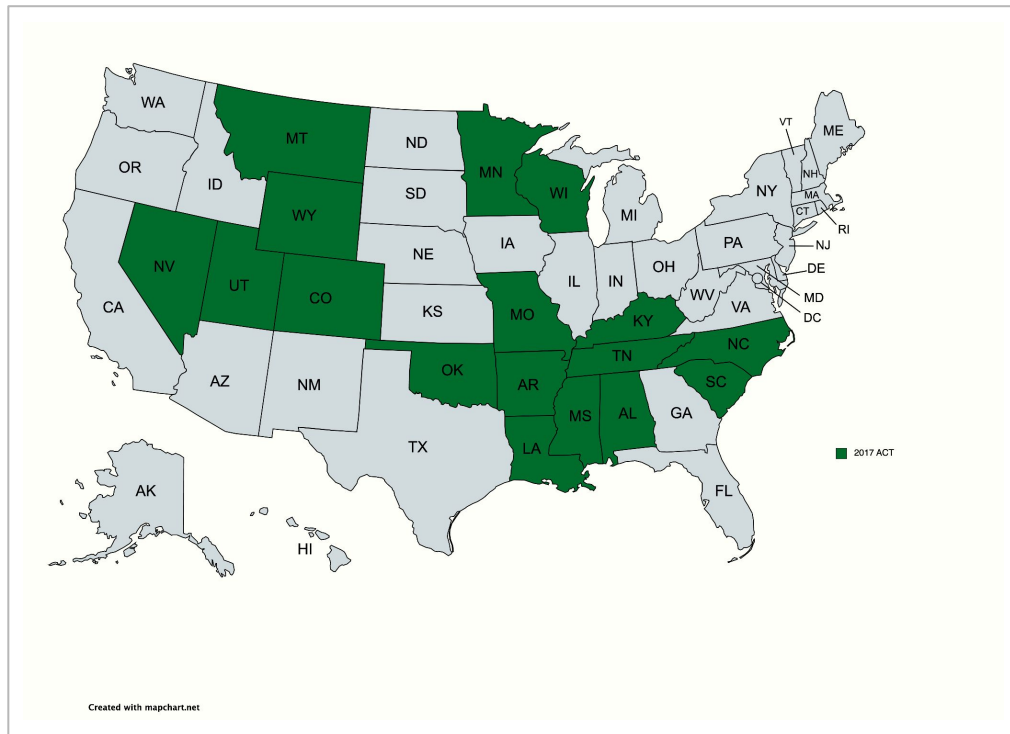 WA
MT
ND
MN
VT
ME
OR
ID
SD
WI
NH
NY
MA
WY
MI
CT
RI
IA
PA
NJ
NE
NV
UT
CO
IL
IN
OH
DE
CA
KS
MO
WV
VA
MD
KY
DC
NC
TN
AZ
NM
OK
AR
SC
MS
AL
GA
TX
LA
2017 ACT
AK
FL
HI
Created with mapchart.net